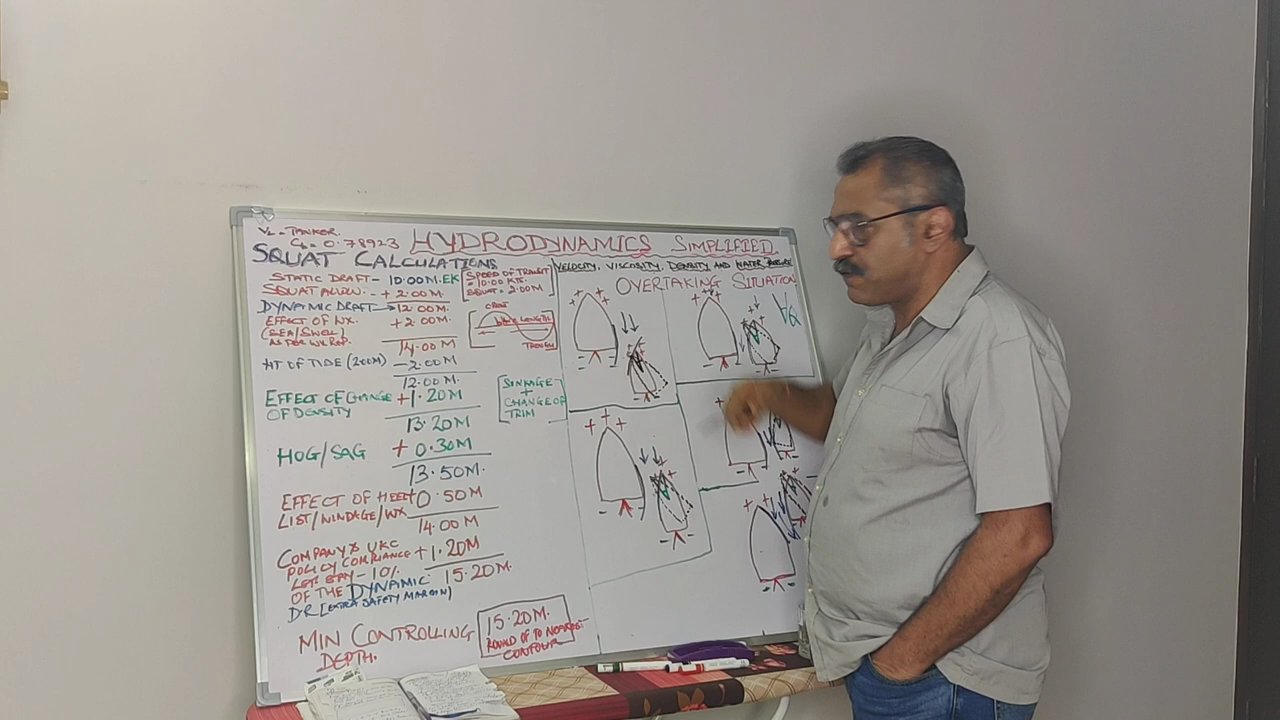 VL - TANKER.
Cb = 0.78923
HYDRODYNAMICS SIMPLIFIED
SQUAT CALCULATIONS
STATIC DRAFT - 10.00M. EK
SQUAT ALLOW. - + 2.00M.
DYNAMIC DRAFT → 12.00M.
EFFECT OF WX. + 2.00M.
(SEA/SWELL)
AS PER WX REP.
14.00M
HT OF TIDE (2.00M) - 2.00M.
12.00M.
EFFECT OF CHANGE + 1.20M
OF DENSITY
13.20M
HOG/SAG + 0.30M
13.50M.
EFFECT OF HEEL + 0.50M
LIST/WINDAGE/WX
14.00M
COMPANY'S UKC
POLICY COMPLIANCE + 1.20M
LET SAY - 10%
OF THE DYNAMIC 15.20M.
DR [EXTRA SAFETY MARGIN]
MIN CONTROLLING
DEPTH.
15.20M.
ROUND OF TO NEAREST
CONTOUR
SPEED OF TRANSIT
= 10.00 KTS.
SQUAT = 2.00M
CREST
WAVE LENGTH
TROUGH
SINKAGE
+
CHANGE OF
TRIM
VELOCITY, VISCOSITY, DENSITY AND WATER PRESSURE
OVERTAKING SITUATION